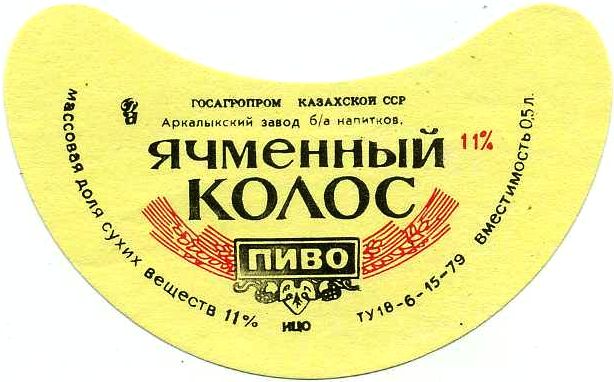 ГОСАГРОПРОМ КАЗАХСКОЙ ССР
Аркалыкский завод б/а напитков.
ЯЧМЕННЫЙ
11%
КОЛОС
ПИВО
массовая доля сухих веществ 11%
ИЦО
ТУ18-6-15-79 вместимость 0,5 л.